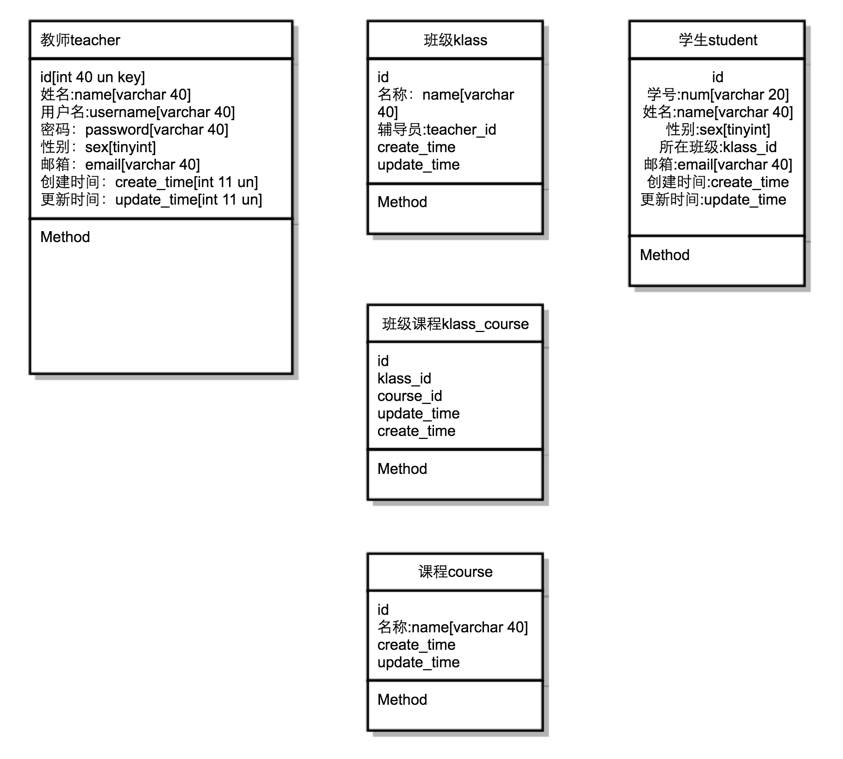 教师teacher
id[int 40 un key]
姓名:name[varchar 40]
用户名:username[varchar 40]
密码：password[varchar 40]
性别：sex[tinyint]
邮箱：email[varchar 40]
创建时间：create_time[int 11 un]
更新时间：update_time[int 11 un]
Method
班级klass
id
名称：name[varchar
40]
辅导员:teacher_id
create_time
update_time
Method
学生student
id
学号:num[varchar 20]
姓名:name[varchar 40]
性别:sex[tinyint]
所在班级:klass_id
邮箱:email[varchar 40]
创建时间:create_time
更新时间:update_time
Method
班级课程klass_course
id
klass_id
course_id
update_time
create_time
Method
课程course
id
名称:name[varchar 40]
create_time
update_time
Method